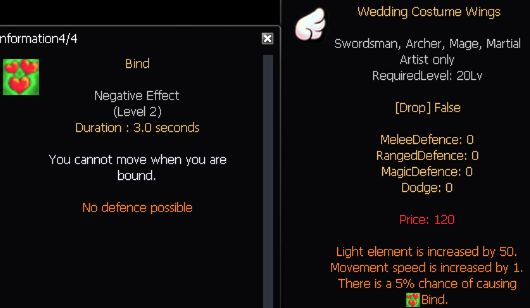 nformation4/4
Bind
Negative Effect
(Level 2)
Duration : 3.0 seconds
You cannot move when you are
bound.
No defence possible
Wedding Costume Wings
Swordsman, Archer, Mage, Martial
Artist only
RequiredLevel: 20Lv
[Drop] False
MeleeDefence: 0
RangedDefence: 0
MagicDefence: 0
Dodge: 0
Price: 120
Light element is increased by 50.
Movement speed is increased by 1.
There is a 5% chance of causing
Bind.